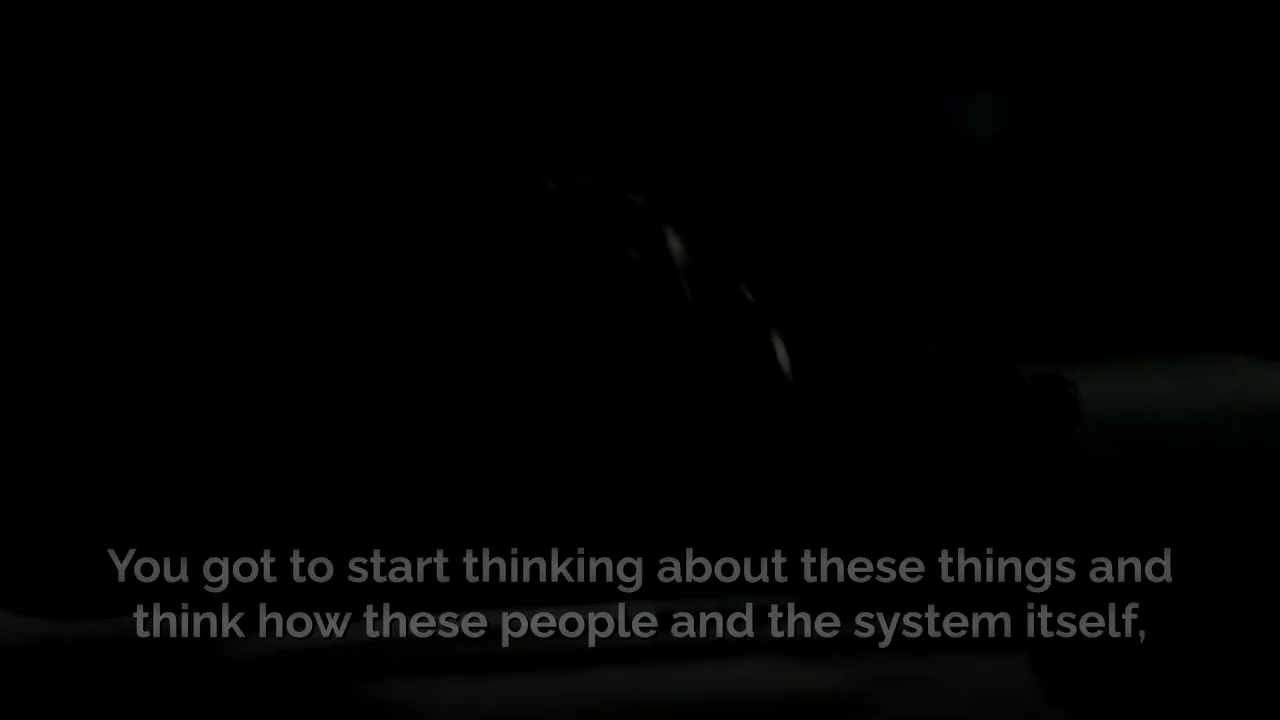 You got to start thinking about these things and
think how these people and the system itself,